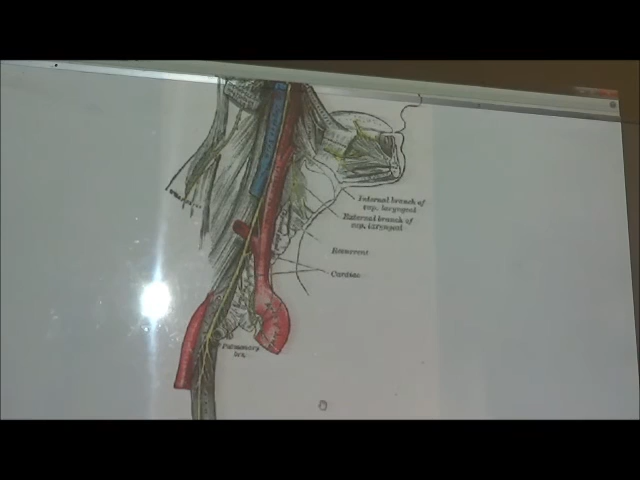 Internal branch of
sup. laryngeal
External branch of
sup. laryngeal
Recurrent
Cardiac
Pulmonary